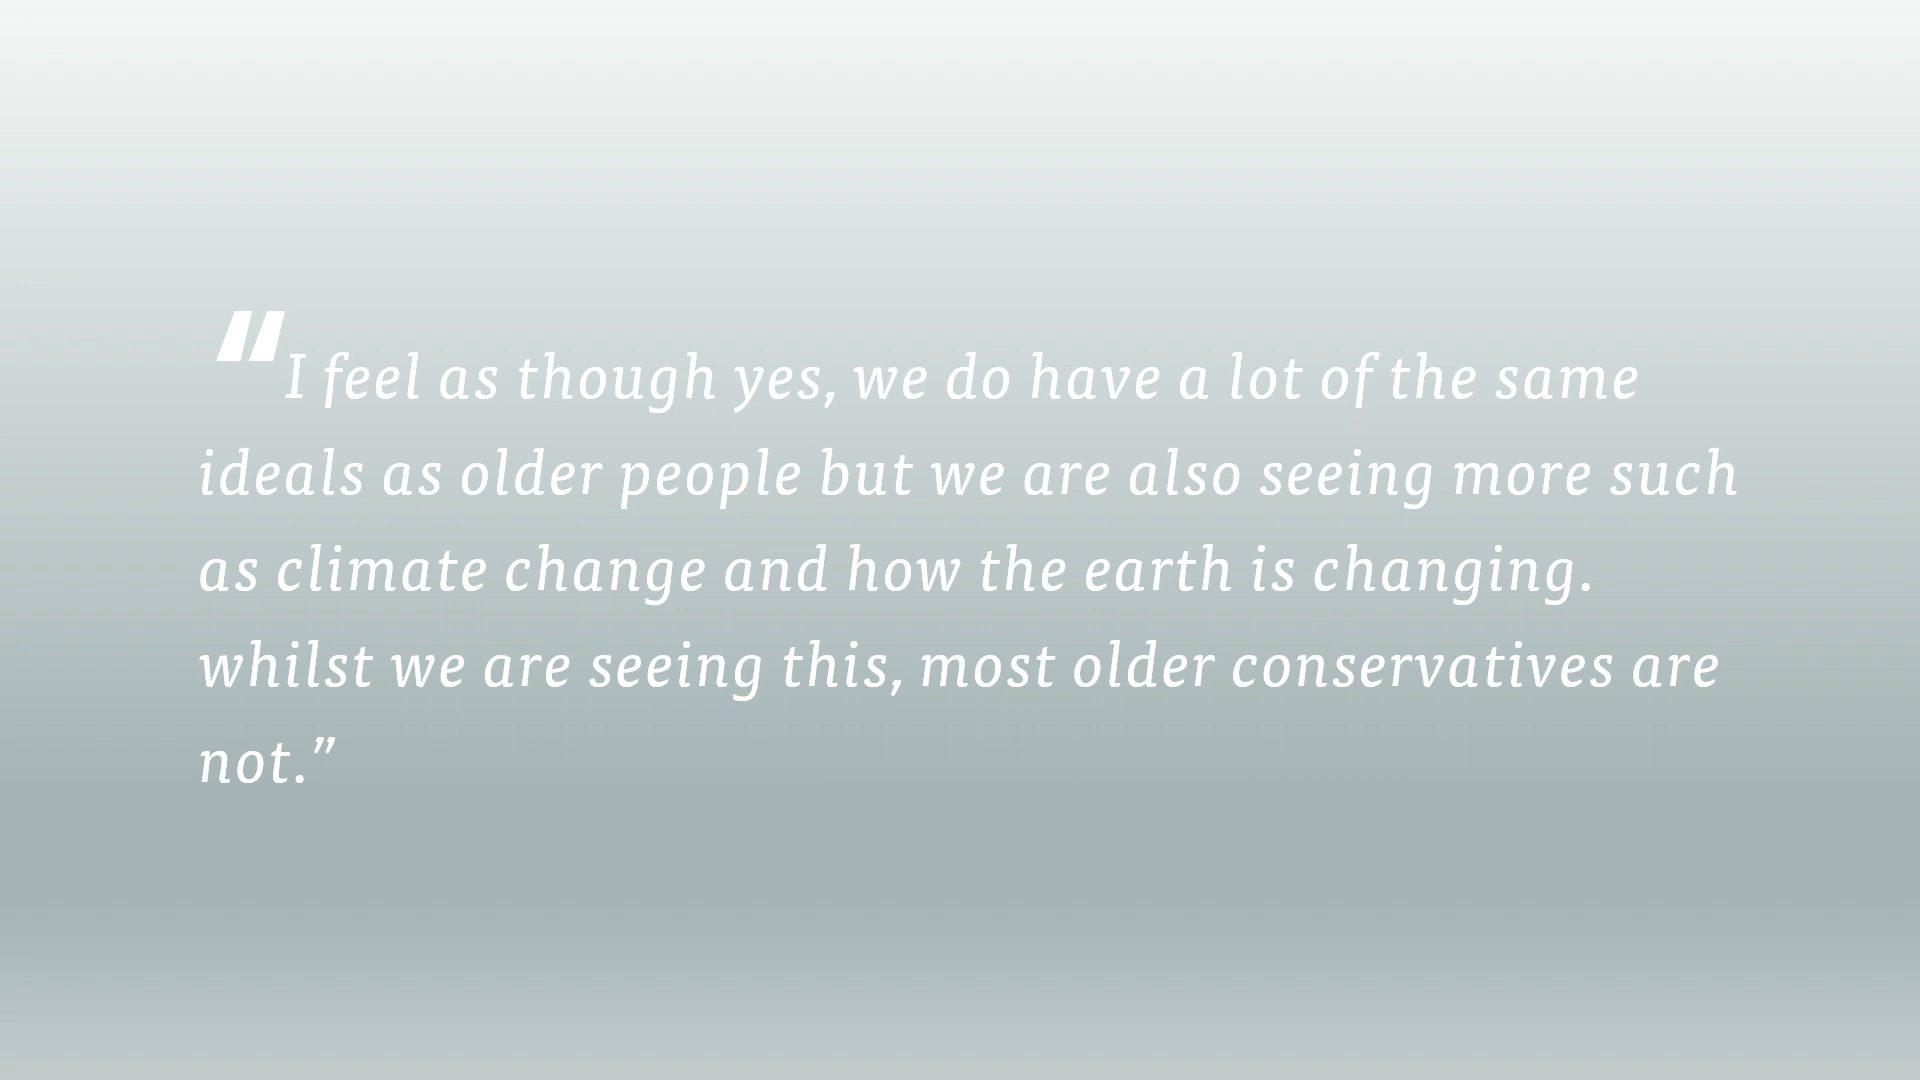 “I feel as though yes, we do have a lot of the same
ideals as older people but we are also seeing more such
as climate change and how the earth is changing.
whilst we are seeing this, most older conservatives are
not.”